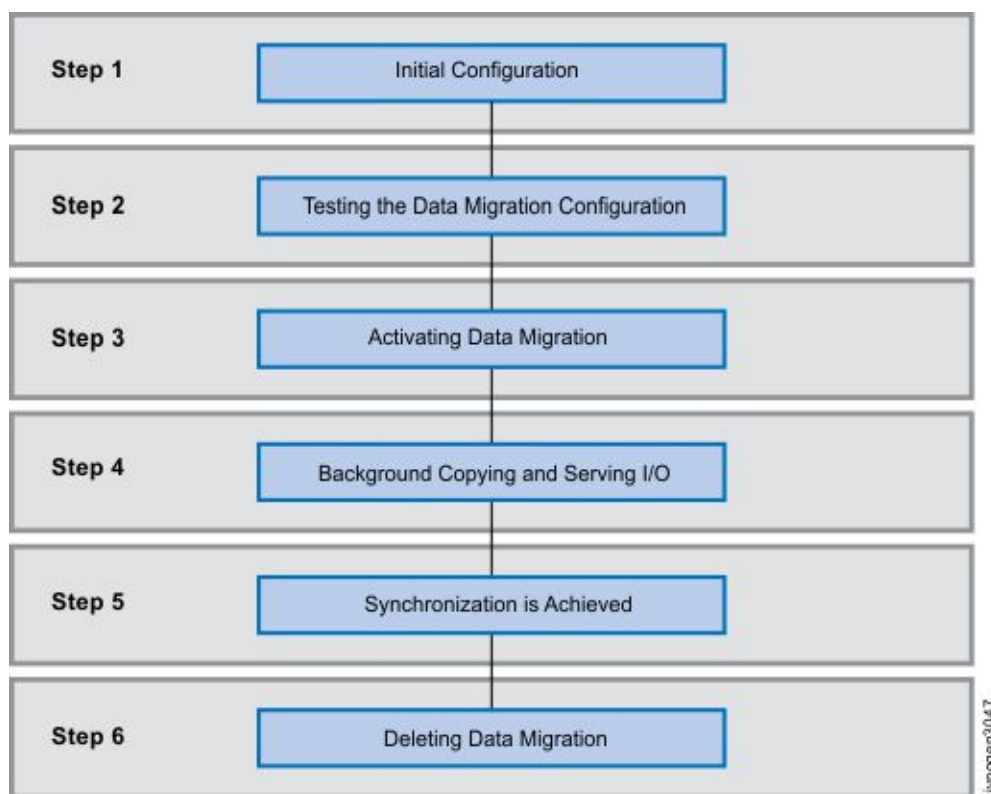 Step 1
Initial Configuration
Step 2
Testing the Data Migration Configuration
Step 3
Activating Data Migration
Step 4
Background Copying and Serving I/O
Step 5
Synchronization is Achieved
Step 6
Deleting Data Migration